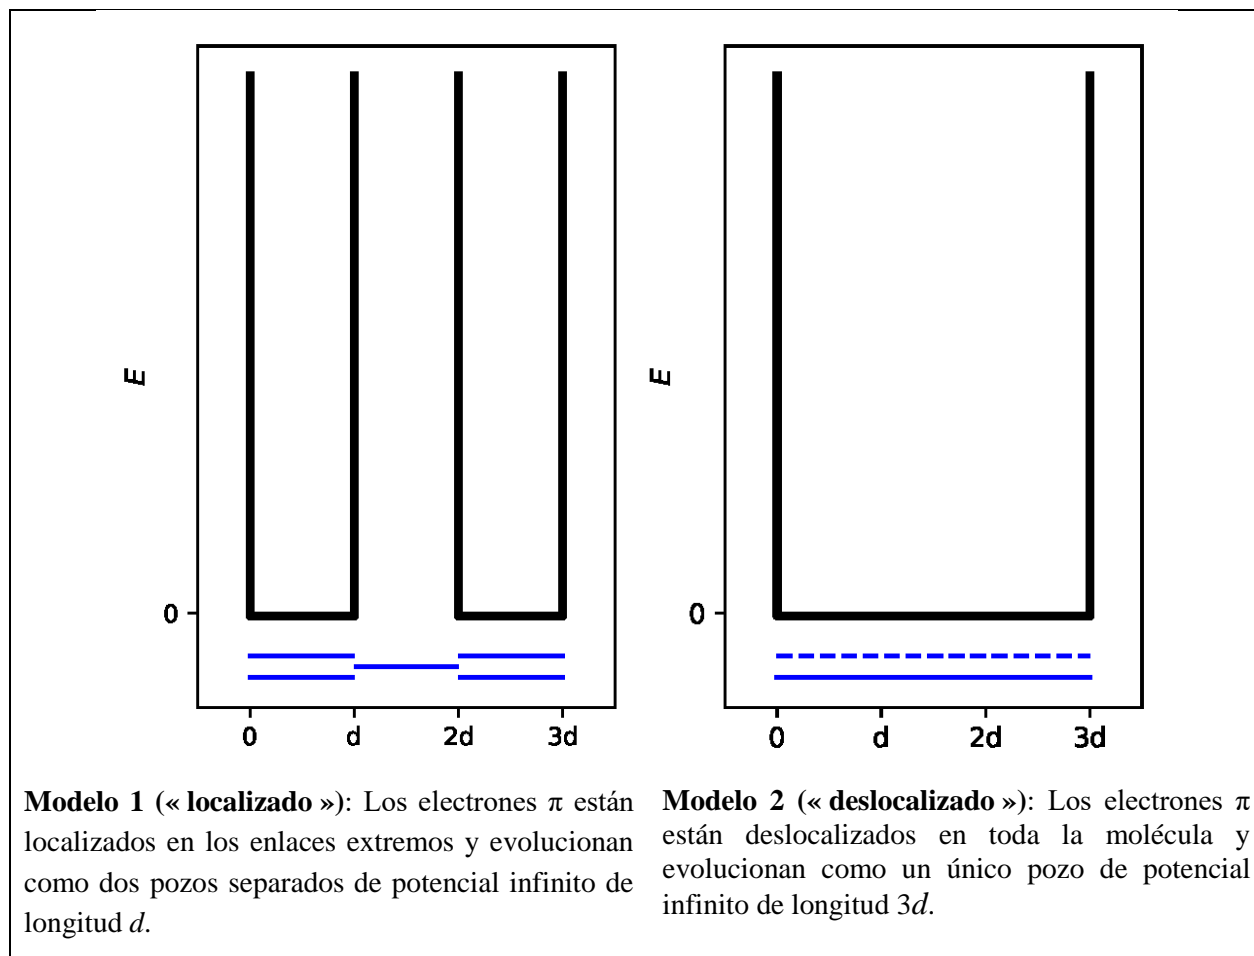 E
0
0
d
2d
3d
E
0
0
d
2d
3d
Modelo 1 (« localizado »): Los electrones π están
localizados en los enlaces extremos y evolucionan
como dos pozos separados de potencial infinito de
longitud d.
Modelo 2 (« deslocalizado »): Los electrones π
están deslocalizados en toda la molécula y
evolucionan como un único pozo de potencial
infinito de longitud 3d.